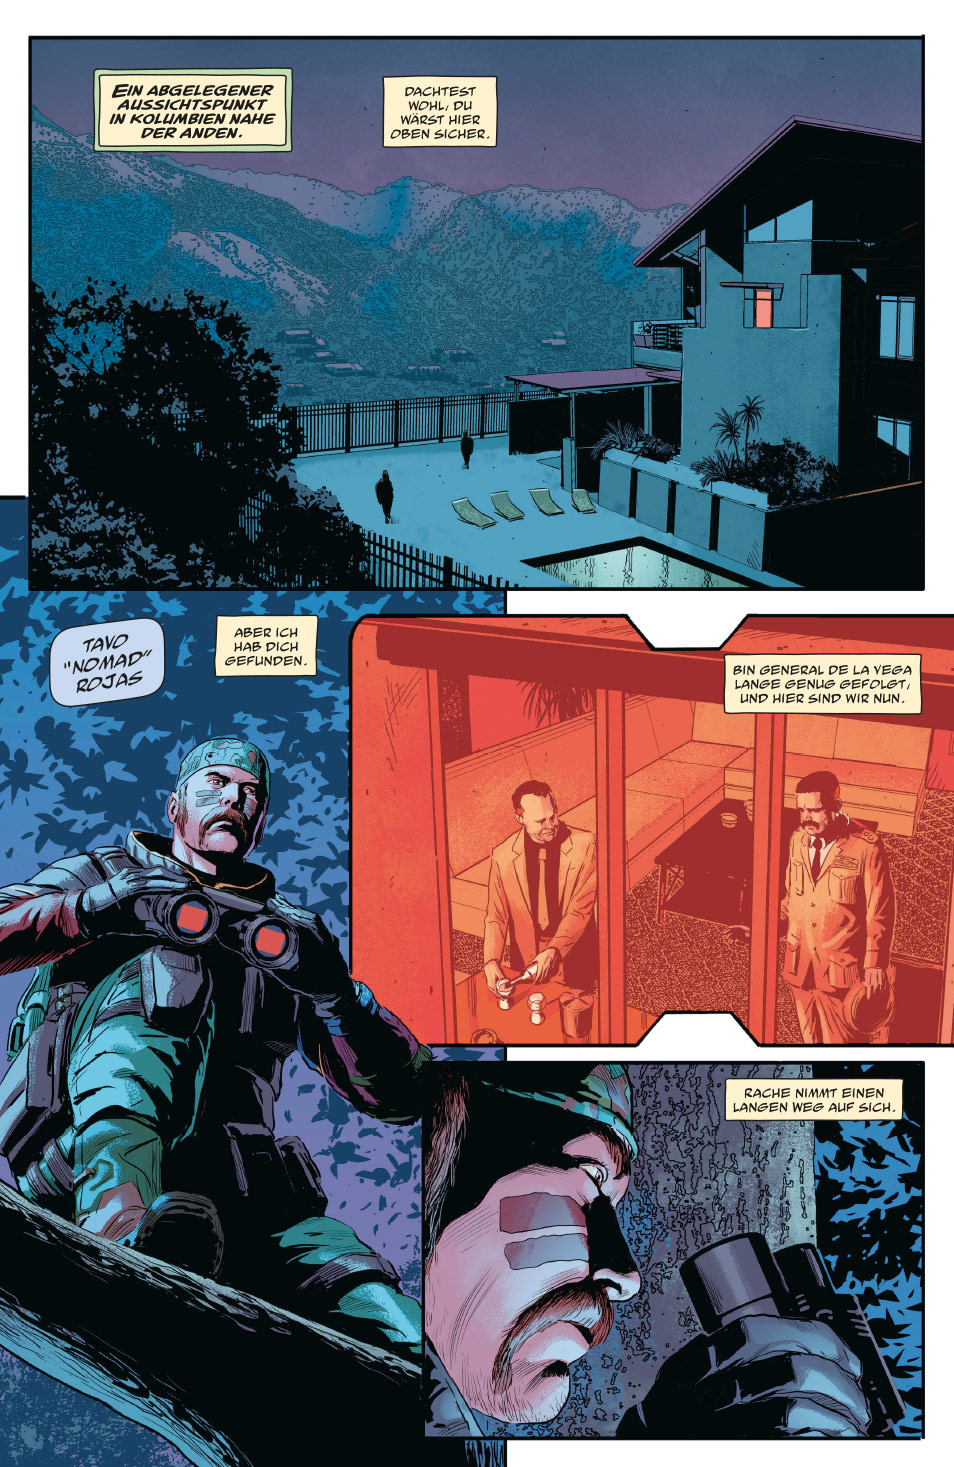 EIN ABGELEGENER
AUSSICHTSPUNKT
IN KOLUMBIEN NAHE
DER ANDEN.
DACHTEST
WOHL, DU
WÄRST HIER
OBEN SICHER.
TAVO
"NOMAD"
ROJAS
ABER ICH
HAB DICH
GEFUNDEN.
BIN GENERAL DE LA VEGA
LANGE GENUG GEFOLGT,
UND HIER SIND WIR NUN.
RACHE NIMMT EINEN
LANGEN WEG AUF SICH.